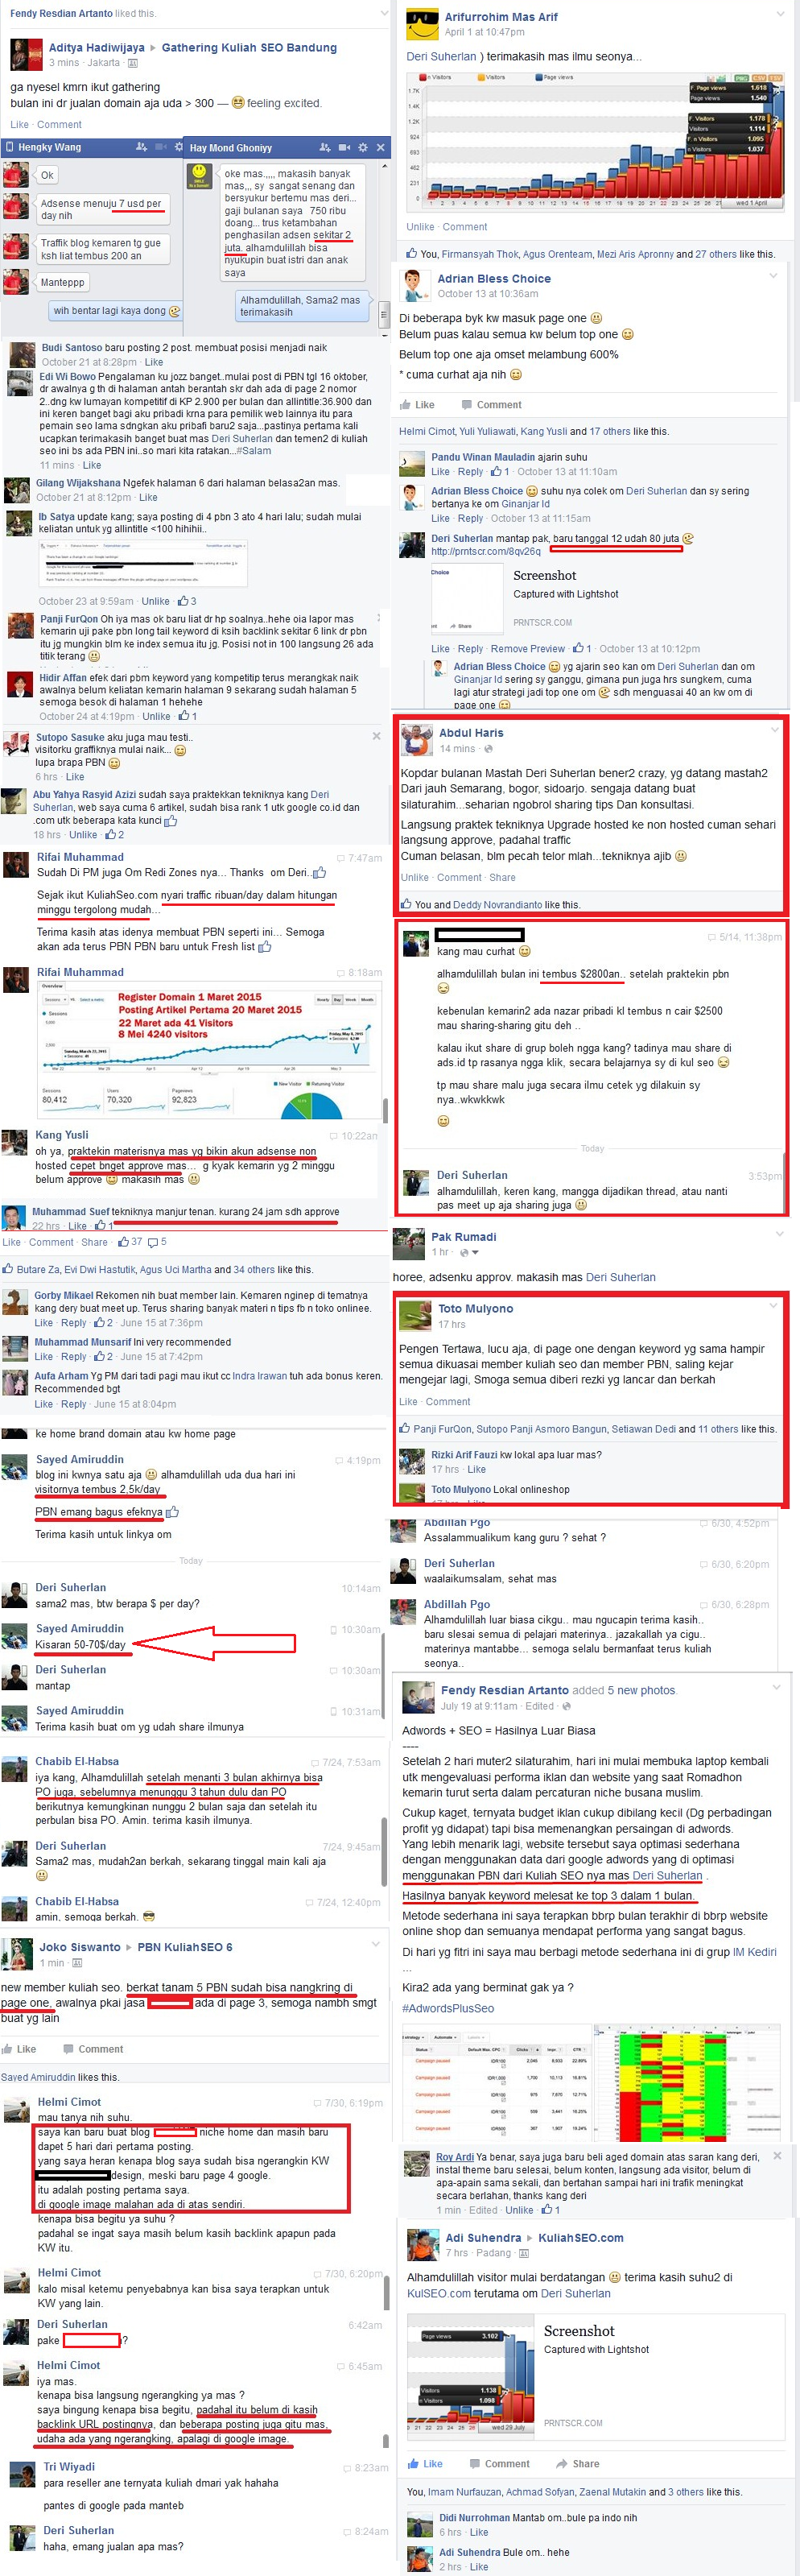 Fendy Resdian Artanto liked this.
Aditya Hadiwijaya ▸ Gathering Kuliah SEO Bandung
3 mins · Jakarta ·
ga nyesel kmrn ikut gathering
bulan ini dr jualan domain aja uda > 300 — feeling excited.
Like · Comment
Hengky Wang
Ok
Adsense menuju 7 usd per
day nih
Traffik blog kemaren tg gue
ksh liat tembus 200 an
Manteppp
wih bentar lagi kaya dong
Hay Mond Ghoniyy
oke mas.,,,, makasih banyak
mas,,, sy sangat senang dan
bersyukur bertemu mas deri...
gaji bulanan saya 750 ribu
doang... trus ketambahan
penghasilan adsen sekitar 2
juta. alhamdulillah bisa
nyukupin buat istri dan anak
saya
Alhamdulillah, Sama2 mas
terimakasih
Budi Santoso baru posting 2 post. membuat posisi menjadi naik
October 21 at 8:28pm · Like
Edi Wi Bowo Pengalaman ku jozz banget..mulai post di PBN tgl 16 oktober,
dr awalnya g th di halaman antah berantah skr dah ada di page 2 nomor
2..dng kw lumayan kompetitif di KP 2.900 per bulan dan allintitle:36.900 dan
ini keren banget bagi aku pribadi krna para pemilik web lainnya itu para
pemain seo lama sdngkan aku pribafi baru2 saja...pastinya pertama kali
ucapkan terimakasih banget buat mas Deri Suherlan dan temen2 di kuliah
seo ini bs ada PBN ini..so mari kita ratakan...#Salam
11 mins · Like
Gilang Wijakshana Ngefek halaman 6 dari halaman belasa2an mas.
October 21 at 8:12pm · Like
Ib Satya update kang; saya posting di 4 pbn 3 ato 4 hari lalu; sudah mulai
keliatan untuk yg allintitle <100 hihihii..
October 23 at 9:59am · Unlike · 3
Panji FurQon Oh iya mas ok baru liat dr hp soalnya..hehe oia lapor mas
kemarin uji pake pbn long tail keyword di ksih backlink sekitar 6 link dr pbn
itu jg mungkin blm ke index semua itu jg. Posisi not in 100 langsung 26 ada
titik terang
Hidir Affan efek dari pbm keyword yang kompetitip terus merangkak naik
awalnya belum keliatan kemarin halaman 9 sekarang sudah halaman 5
semoga besok di halaman 1 hehehe
October 24 at 4:19pm · Unlike · 1
Sutopo Sasuke aku juga mau testi..
visitorku graffiknya mulai naik...
lupa brapa PBN
6 hrs · Like
Abu Yahya Rasyid Azizi sudah saya praktekkan tekniknya kang Deri
Suherlan, web saya cuma 6 artikel, sudah bisa rank 1 utk google co.id dan
.com utk beberapa kata kunci
18 hrs · Unlike · 2
Rifai Muhammad 7:47am
Sudah Di PM juga Om Redi Zones nya... Thanks om Deri..
Sejak ikut KuliahSeo.com nyari traffic ribuan/day dalam hitungan
minggu tergolong mudah...
Terima kasih atas idenya membuat PBN seperti ini... Semoga
akan ada terus PBN PBN baru untuk Fresh list
Rifai Muhammad 8:18am
Overview
Register Domain 1 Maret 2015
Posting Artikel Pertama 20 Maret 2015
22 Maret ada 41 Visitors
8 Mei 4240 visitors
Sessions
80,412
Users
70,320
Pageviews
92,823
New Visitor Returning Visitor
Kang Yusli 10:22am
oh ya, praktekin materisnya mas yg bikin akun adsense non
hosted cepet bnget approve mas... g kyak kemarin yg 2 minggu
belum approve makasih mas
Muhammad Suef tekniknya manjur tenan. kurang 24 jam sdh approve
22 hrs · Like · 1
Like · Comment · Share · 37 5
Butare Za, Evi Dwi Hastutik, Agus Uci Martha and 34 others like this.
Gorby Mikael Rekomen nih buat member lain. Kemaren nginep di tematnya
kang dery buat meet up. Terus sharing banyak materi n tips fb n toko onlinee.
Like · Reply · 2 · June 15 at 7:36pm
Muhammad Munsarif Ini very recommended
Like · Reply · 2 · June 15 at 7:42pm
Aufa Arham Yg PM dari tadi pagi mau ikut cc Indra Irawan tuh ada bonus keren.
Recommended bgt
Like · Reply · June 15 at 8:04pm
ke home brand domain atau kw home page
Sayed Amiruddin 4:19pm
blog ini kwnya satu aja alhamdulillah uda dua hari ini
visitornya tembus 2,5k/day
PBN emang bagus efeknya
Terima kasih untuk linkya om
Today
Deri Suherlan 10:14am
sama2 mas, btw berapa $ per day?
Sayed Amiruddin 10:30am
Kisaran 50-70$/day
Deri Suherlan 10:30am
mantap
Sayed Amiruddin 10:31am
Terima kasih buat om yg udah share ilmunya
Chabib El-Habsa 7/24, 7:53am
iya kang, Alhamdulillah setelah menanti 3 bulan akhirnya bisa
PO juga, sebelumnya menunggu 3 tahun dulu dan PO
berikutnya kemungkinan nunggu 2 bulan saja dan setelah itu
perbulan bisa PO. Amin. terima kasih ilmunya.
Deri Suherlan 7/24, 9:45am
Sama2 mas, mudah2an berkah, sekarang tinggal main kali aja
Chabib El-Habsa 7/24, 12:40pm
amin, semoga berkah.
Joko Siswanto ▸ PBN KuliahSEO 6
1 min ·
new member kuliah seo. berkat tanam 5 PBN sudah bisa nangkring di
page one, awalnya pkai jasa ada di page 3, semoga nambh smgt
buat yg lain
Like Comment
Sayed Amiruddin likes this.
Helmi Cimot 7/30, 6:19pm
mau tanya nih suhu.
saya kan baru buat blog niche home dan masih baru
dapet 5 hari dari pertama posting.
yang saya heran kenapa blog saya sudah bisa ngerangkin KW
design, meski baru page 4 google.
itu adalah posting pertama saya.
di google image malahan ada di atas sendiri.
kenapa bisa begitu ya suhu ?
padahal se ingat saya masih belum kasih backlink apapun pada
KW itu.
Helmi Cimot 7/30, 6:20pm
kalo misal ketemu penyebabnya kan bisa saya terapkan untuk
KW yang lain.
Deri Suherlan 6:42am
pake ?
Helmi Cimot 6:45am
iya mas.
kenapa bisa langsung ngerangking ya mas ?
saya bingung kenapa bisa begitu, padahal itu belum di kasih
backlink URL postingnya, dan beberapa posting juga gitu mas,
udaha ada yang ngerangking, apalagi di google image.
Tri Wiyadi 8:23am
para reseller ane ternyata kuliah dmari yak hahaha
pantes di google pada manteb
Deri Suherlan 8:24am
haha, emang jualan apa mas?
Arifurrohim Mas Arif
April 1 at 10:47pm
Deri Suherlan ) terimakasih mas ilmu seonya...
n Visitors Visitors Page views
F. Page views 1.618
Page views 1.540
F. Visitors 1.178
Visitors 1.114
F. n Visitors 1.095
n Visitors 1.037
wed 1 April
Unlike · Comment
You, Firmansyah Thok, Agus Orenteam, Mezi Aris Apronny and 27 others like this.
Adrian Bless Choice
October 13 at 10:36am
Di beberapa byk kw masuk page one
Belum puas kalau semua kw belum top one
Belum top one aja omset melambung 600%
* cuma curhat aja nih
Like Comment
Helmi Cimot, Yuli Yuliawati, Kang Yusli and 17 others like this.
Pandu Winan Mauladin ajarin suhu
Like · Reply · 1 · October 13 at 11:10am
Adrian Bless Choice suhu nya colek om Deri Suherlan dan sy sering
bertanya ke om Ginanjar Id
Like · Reply · October 13 at 11:15am
Deri Suherlan mantap pak, baru tanggal 12 udah 80 juta
http://prntscr.com/8qv26q
Choice
Share
Screenshot
Captured with Lightshot
PRNTSCR.COM
Like · Reply · Remove Preview · 1 · October 13 at 10:12pm
Adrian Bless Choice yg ajarin seo kan om Deri Suherlan dan om
Ginanjar Id sering sy ganggu, gimana pun juga hrs sungkem, cuma
lagi atur strategi jadi top one om sdh menguasai 40 an kw om di
page one
Abdul Haris
14 mins ·
Kopdar bulanan Mastah Deri Suherlan bener2 crazy, yg datang mastah2
Dari jauh Semarang, bogor, sidoarjo. sengaja datang buat
silaturahim...seharian ngobrol sharing tips Dan konsultasi.
Langsung praktek tekniknya Upgrade hosted ke non hosted cuman sehari
langsung approve, padahal traffic
Cuman belasan, blm pecah telor mlah...tekniknya ajib
Unlike · Comment · Share
You and Deddy Novrandianto like this.
5/14, 11:38pm
kang mau curhat
alhamdulillah bulan ini tembus $2800an.. setelah praktekin pbn
kebenulan kemarin2 ada nazar pribadi kl tembus n cair $2500
mau sharing-sharing gitu deh ..
kalau ikut share di grup boleh ngga kang? tadinya mau share di
ads.id tp rasanya ngga klik, secara belajarnya sy di kul seo
tp mau share malu juga secara ilmu cetek yg dilakuin sy
nya..wkwkkwk
Today
Deri Suherlan 3:53pm
alhamdulillah, keren kang, mangga dijadikan thread, atau nanti
pas meet up aja sharing juga
Pak Rumadi
1 hr ·
horee, adsenku approv. makasih mas Deri Suherlan
Toto Mulyono
17 hrs
Pengen Tertawa, lucu aja, di page one dengan keyword yg sama hampir
semua dikuasai member kuliah seo dan member PBN, saling kejar
mengejar lagi, Smoga semua diberi rezki yg lancar dan berkah
Like · Comment
Panji FurQon, Sutopo Panji Asmoro Bangun, Setiawan Dedi and 11 others like this.
Rizki Arif Fauzi kw lokal apa luar mas?
17 hrs · Like
Toto Mulyono Lokal onlineshop
17 hrs · Like
Abdillah Pgo 6/30, 4:52pm
Assalammualikum kang guru ? sehat ?
Deri Suherlan 6/30, 6:20pm
waalaikumsalam, sehat mas
Abdillah Pgo 6/30, 6:28pm
Alhamdulillah luar biasa cikgu.. mau ngucapin terima kasih..
baru slesai semua di pelajari materinya.. jazakallah ya cigu..
materinya mantabbe... semoga selalu bermanfaat terus kuliah
seonya..
Fendy Resdian Artanto added 5 new photos.
July 19 at 9:11am · Edited ·
Adwords + SEO = Hasilnya Luar Biasa
----
Setelah 2 hari muter2 silaturahim, hari ini mulai membuka laptop kembali
utk mengevaluasi performa iklan dan website yang saat Romadhon
kemarin turut serta dalam percaturan niche busana muslim.
Cukup kaget, ternyata budget iklan cukup dibilang kecil (Dg perbadingan
profit yg didapat) tapi bisa memenangkan persaingan di adwords.
Yang lebih menarik lagi, website tersebut saya optimasi sederhana
dengan menggunakan data dari google adwords yang di optimasi
menggunakan PBN dari Kuliah SEO nya mas Deri Suherlan .
Hasilnya banyak keyword melesat ke top 3 dalam 1 bulan.
Metode sederhana ini saya terapkan bbrp bulan terakhir di bbrp website
online shop dan semuanya mendapat performa yang sangat bagus.
Di hari yg fitri ini saya mau berbagi metode sederhana ini di grup IM Kediri
...
Kira2 ada yang berminat gak ya ?
#AdwordsPlusSeo
Roy Ardi Ya benar, saya juga baru beli aged domain atas saran kang deri,
instal theme baru selesai, belum konten, langsung ada visitor, belum di
apa-apain sama sekali, dan bertahan sampai hari ini trafik meningkat
secara berlahan, thanks kang deri
1 min · Edited · Unlike · 1
Adi Suhendra ▸ KuliahSEO.com
7 hrs · Padang ·
Alhamdulillah visitor mulai berdatangan terima kasih suhu2 di
KulSEO.com terutama om Deri Suherlan
Page views 3.102
Visitors 1.138
n Visitors 1.098
wed 29 July
Screenshot
Captured with Lightshot
PRNTSCR.COM
Like Comment Share
You, Imam Nurfauzan, Achmad Sofyan, Zaenal Mutakin and 3 others like this.
Didi Nurrohman Mantab om..bule pa indo nih
6 hrs · Like
Adi Suhendra Bule om.. hehe
2 hrs · Like